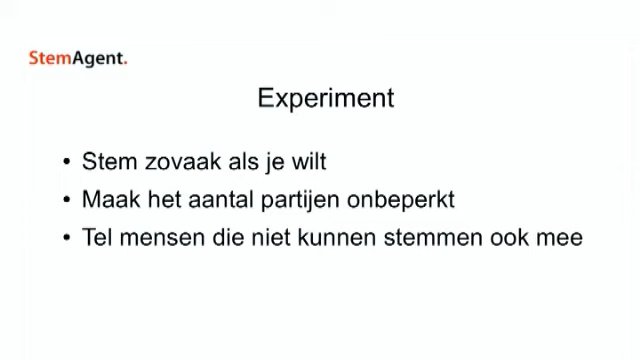 StemAgent.
Experiment
• Stem zovaak als je wilt
• Maak het aantal partijen onbeperkt
• Tel mensen die niet kunnen stemmen ook mee